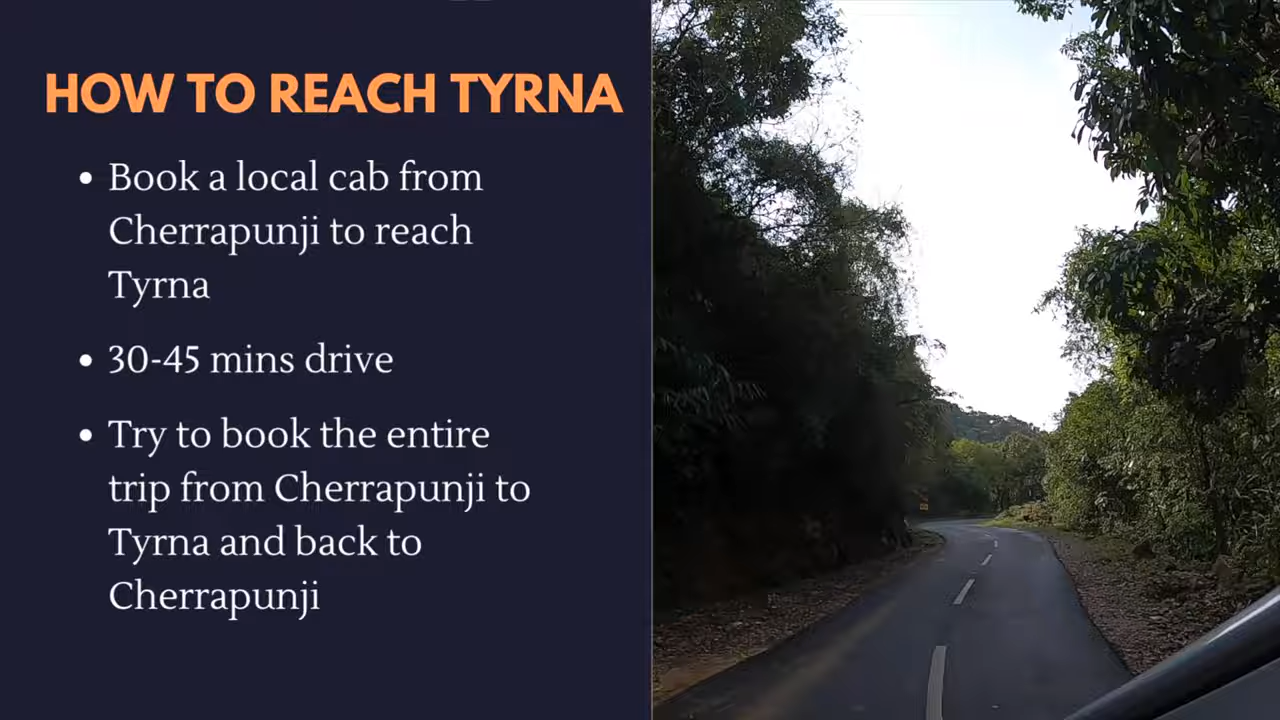 HOW TO REACH TYRNA
• Book a local cab from
Cherrapunji to reach
Tyrna
• 30-45 mins drive
• Try to book the entire
trip from Cherrapunji to
Tyrna and back to
Cherrapunji